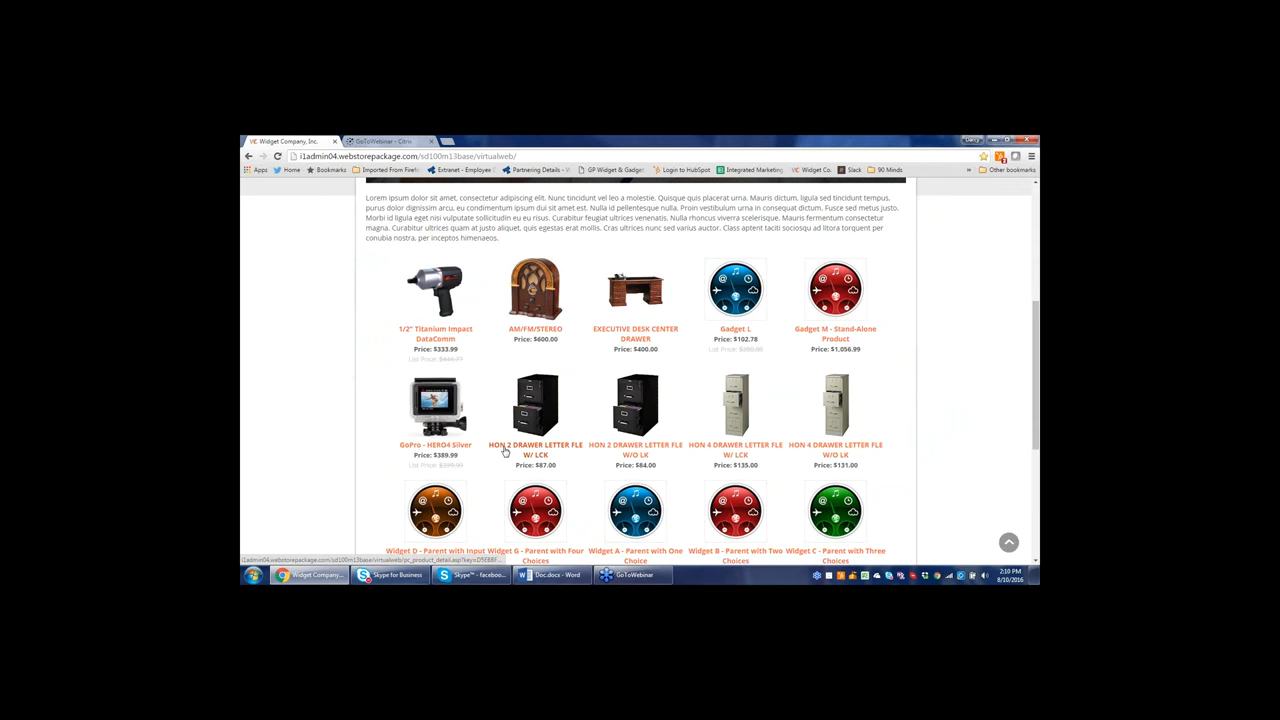 Widget Company, Inc.
GoToWebinar - Citrix
Darcy
i1admin04.webstorepackage.com/sd100m13base/virtualweb/
Apps Home Bookmarks Imported From Firef Extranet - Employee Partnering Details - V GP Widget & Gadget Login to HubSpot Integrated Marketing Widget Co. Slack 90 Minds » Other bookmarks
Lorem ipsum dolor sit amet, consectetur adipiscing elit. Nunc tincidunt vel leo a molestie. Quisque quis placerat urna. Mauris dictum, ligula sed tincidunt tempus,
purus dolor dignissim arcu, eu condimentum ipsum dui sit amet est. Nulla id pellentesque nulla. Proin vestibulum urna in consequat dictum. Fusce sed metus justo.
Morbi id ligula eget nisi vulputate sollicitudin eu eu risus. Curabitur feugiat ultrices venenatis. Nulla rhoncus viverra scelerisque. Mauris fermentum consectetur
magna. Curabitur ultrices quam at justo aliquet, quis egestas erat mollis. Cras ultrices nunc sed varius auctor. Class aptent taciti sociosqu ad litora torquent per
conubia nostra, per inceptos himenaeos.
1/2" Titanium Impact
DataComm
Price: $333.99
List Price: $444.77
AM/FM/STEREO
Price: $600.00
EXECUTIVE DESK CENTER
DRAWER
Price: $400.00
Gadget L
Price: $102.78
List Price:
Gadget M - Stand-Alone
Product
Price: $1,056.99
GoPro - HERO4 Silver
Price: $389.99
List Price: $399.99
HON 2 DRAWER LETTER FLE
W/ LCK
Price: $87.00
HON 2 DRAWER LETTER FLE
W/O LK
Price: $84.00
HON 4 DRAWER LETTER FLE
W/ LCK
Price: $135.00
HON 4 DRAWER LETTER FLE
W/O LCK
Price: $131.00
Widget D - Parent with Input
Widget G - Parent with Four
Choices
Widget A - Parent with One
Choice
Widget B - Parent with Two
Choices
Widget C - Parent with Three
Choices
i1admin04.webstorepackage.com/sd100m13base/virtualweb/pc_product_detail.asp?key=
Widget Company... Skype for Business Skype™ - faceboo... Doc.docx - Word GoToWebinar
2:10 PM
8/10/2016